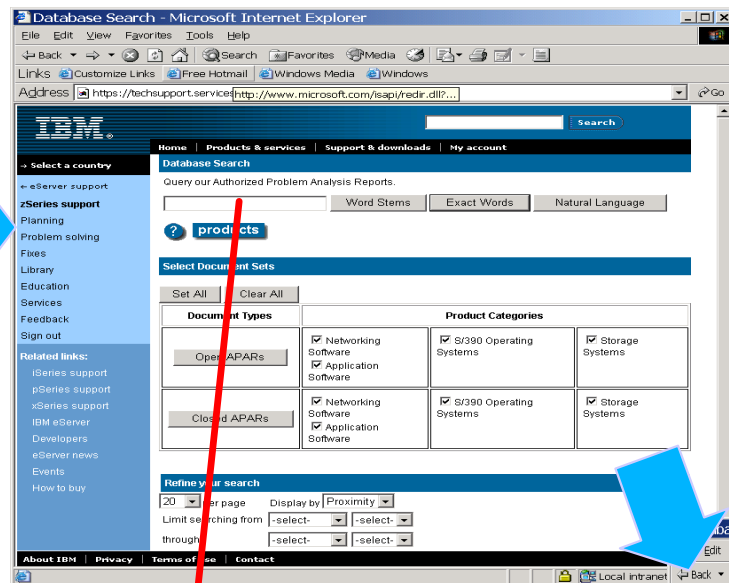 Database Search - Microsoft Internet Explorer
File Edit View Favorites Tools Help
Back Search Favorites Media
Links Customize Links Free Hotmail Windows Media Windows
Address https://techsupport.services http://www.microsoft.com/isapi/redir.dll?... Go
IBM® Search
Home | Products & services | Support & downloads | My account
→ Select a country
Database Search
← eServer support
Query our Authorized Problem Analysis Reports.
zSeries support
Word Stems Exact Words Natural Language
Planning
Problem solving
? products
Fixes
Library
Select Document Sets
Education
Services
Set All Clear All
Feedback
Document Types Product Categories
Sign out
Related links:
Open APARs
Networking Software
Application Software
S/390 Operating Systems
Storage Systems
iSeries support
pSeries support
xSeries support
IBM eServer
Closed APARs
Networking Software
Application Software
S/390 Operating Systems
Storage Systems
Developers
eServer news
Events
How to buy
Refine your search
20 per page Display by Proximity
Limit searching from -select- -select-
through -select- -select-
About IBM | Privacy | Terms of use | Contact
Local intranet
Edit
Back